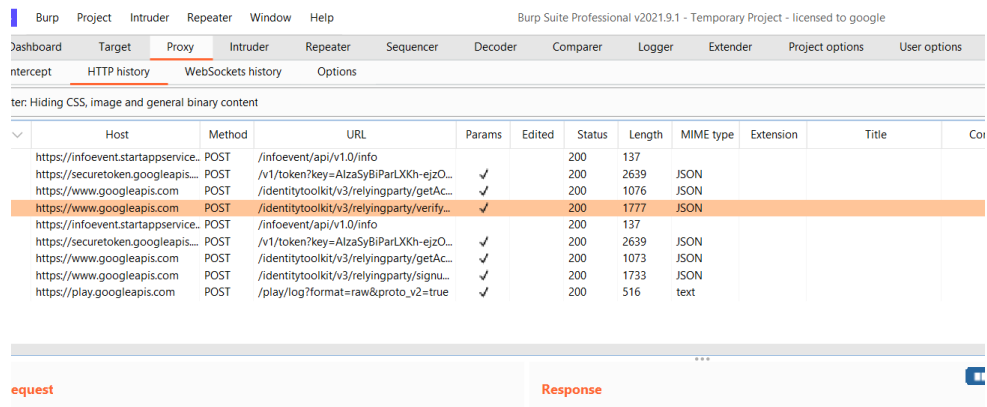 Burp Project Intruder Repeater Window Help Burp Suite Professional v2021.9.1 - Temporary Project - licensed to google
Dashboard Target Proxy Intruder Repeater Sequencer Decoder Comparer Logger Extender Project options User options
ntercept HTTP history WebSockets history Options
ter: Hiding CSS, image and general binary content
Host Method URL Params Edited Status Length MIME type Extension Title Co
https://infoevent.startappservice... POST /infoevent/api/v1.0/info 200 137
https://securetoken.googleapis.... POST /v1/token?key=AIzaSyBiParLXKh-ejzO... ✓ 200 2639 JSON
https://www.googleapis.com POST /identitytoolkit/v3/relyingparty/getAc... ✓ 200 1076 JSON
https://www.googleapis.com POST /identitytoolkit/v3/relyingparty/verify... ✓ 200 1777 JSON
https://infoevent.startappservice... POST /infoevent/api/v1.0/info 200 137
https://securetoken.googleapis.... POST /v1/token?key=AIzaSyBiParLXKh-ejzO... ✓ 200 2639 JSON
https://www.googleapis.com POST /identitytoolkit/v3/relyingparty/getAc... ✓ 200 1073 JSON
https://www.googleapis.com POST /identitytoolkit/v3/relyingparty/signu... ✓ 200 1733 JSON
https://play.googleapis.com POST /play/log?format=raw&proto_v2=true ✓ 200 516 text
equest Response